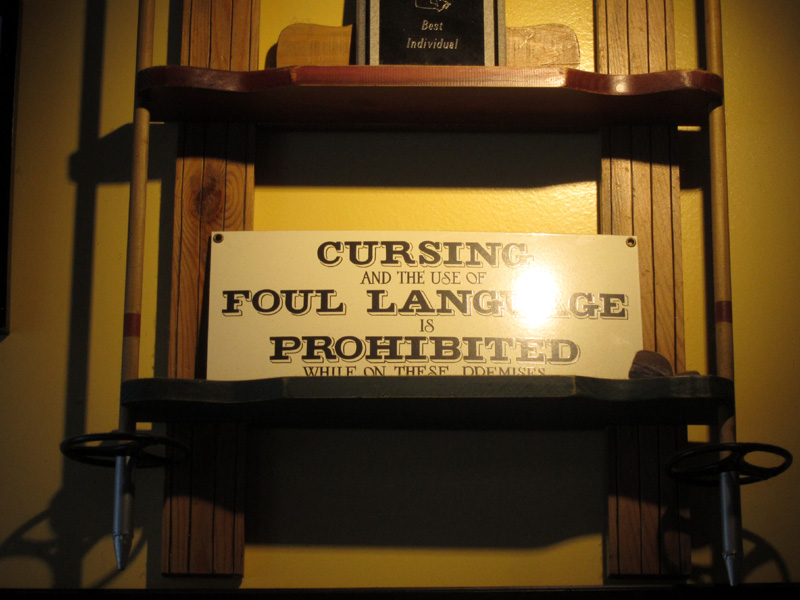 Best
Individual
CURSING
AND THE USE OF
FOUL LANGUAGE
IS
PROHIBITED
WHILE ON THESE PREMISES